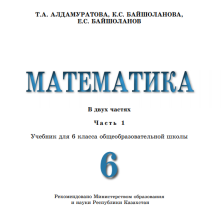 Т.А. АЛДАМУРАТОВА, К.С. БАЙШОЛАНОВА,
Е.С. БАЙШОЛАНОВ
МАТЕМАТИКА
В двух частях
Часть 1
Учебник для 6 класса общеобразовательной школы
6
Рекомендовано Министерством образования
и науки Республики Казахстан